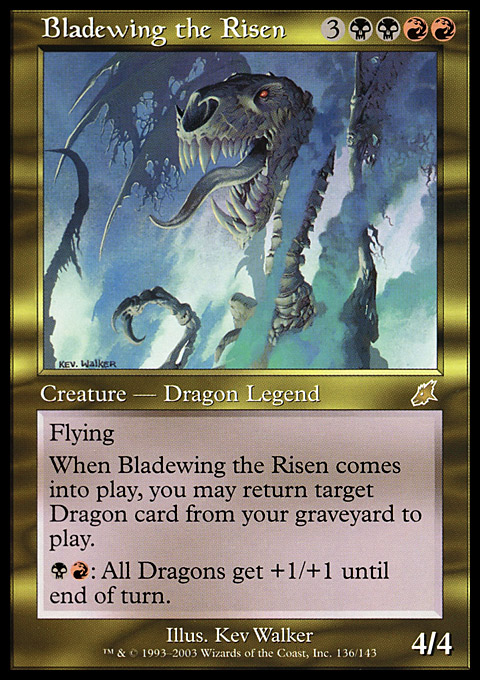 Bladewing the Risen 3
KEV. WALKER
Creature — Dragon Legend
Flying
When Bladewing the Risen comes
into play, you may return target
Dragon card from your graveyard to
play.
: All Dragons get +1/+1 until
end of turn.
Illus. Kev Walker
™ & © 1993–2003 Wizards of the Coast, Inc. 136/143
4/4